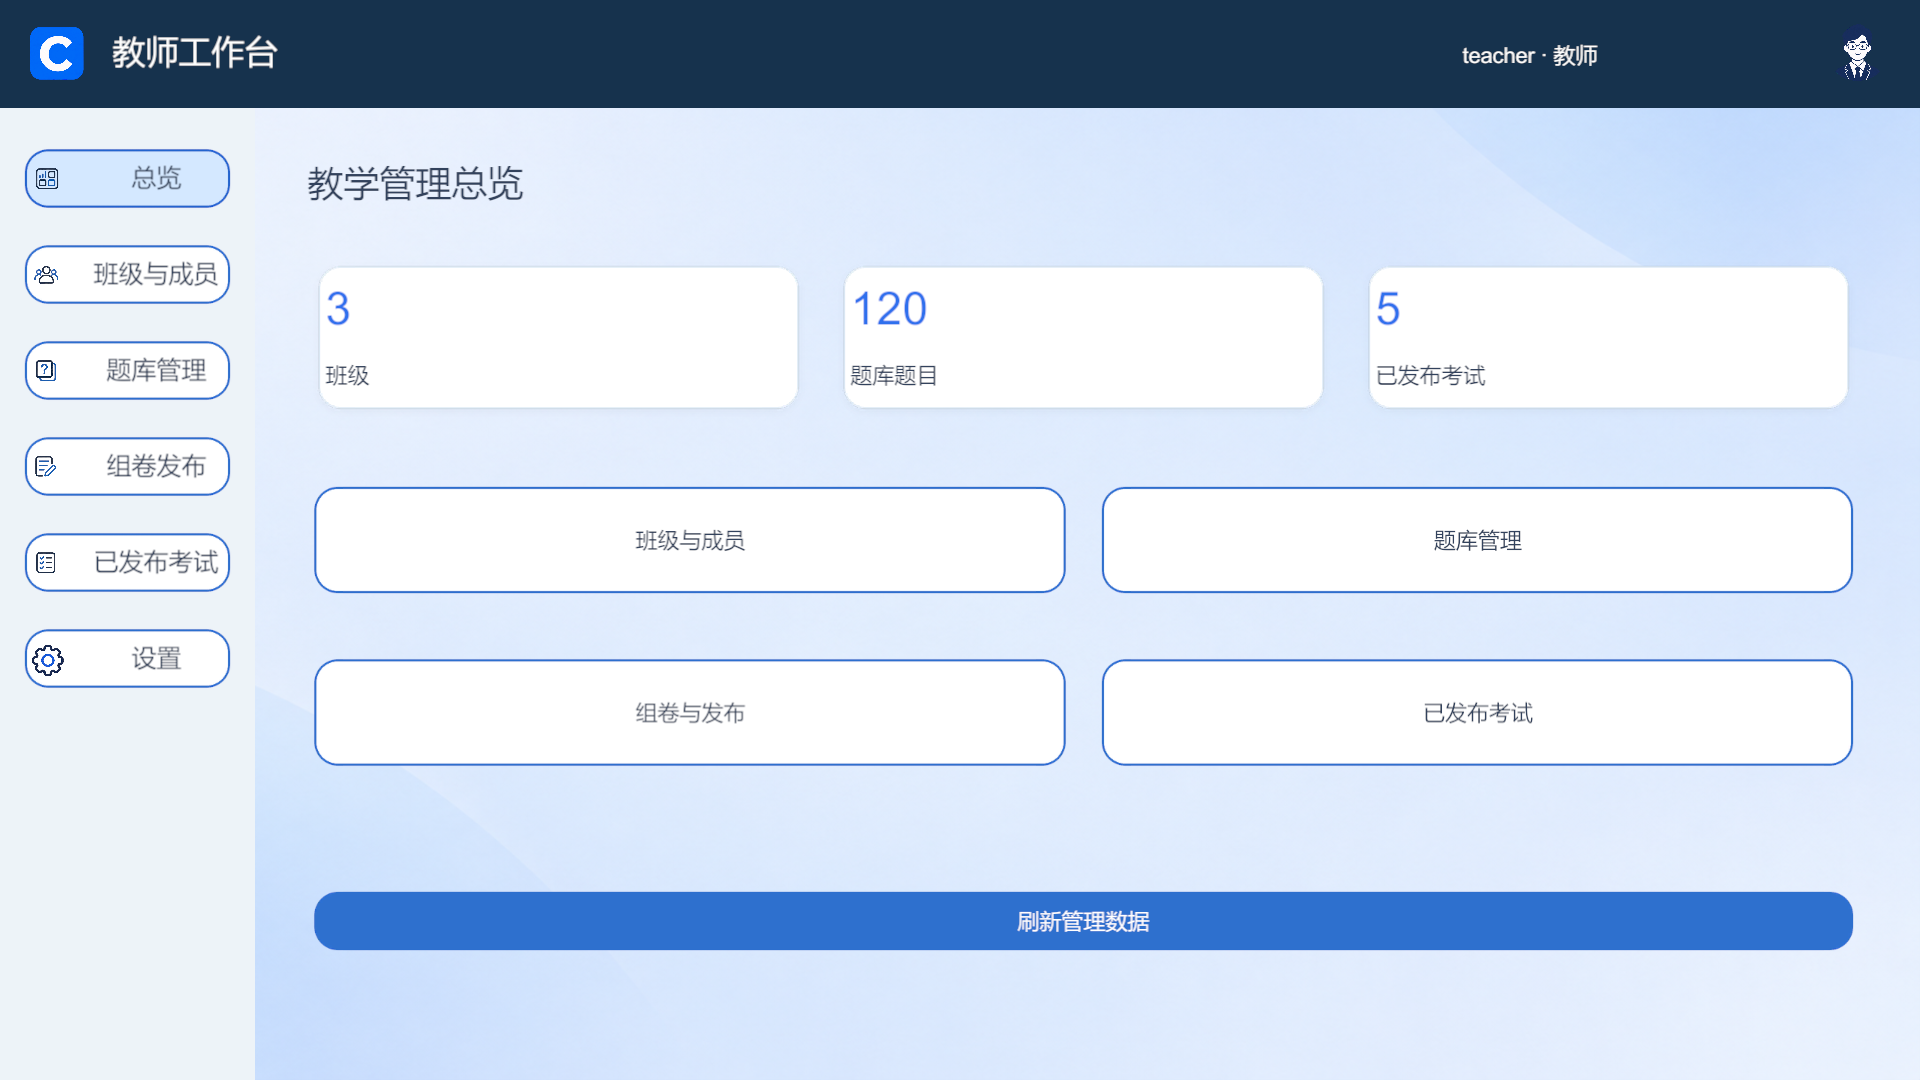 C 教师工作台
teacher · 教师
总览
班级与成员
题库管理
组卷发布
已发布考试
设置
教学管理总览
3
班级
120
题库题目
5
已发布考试
班级与成员
题库管理
组卷与发布
已发布考试
刷新管理数据